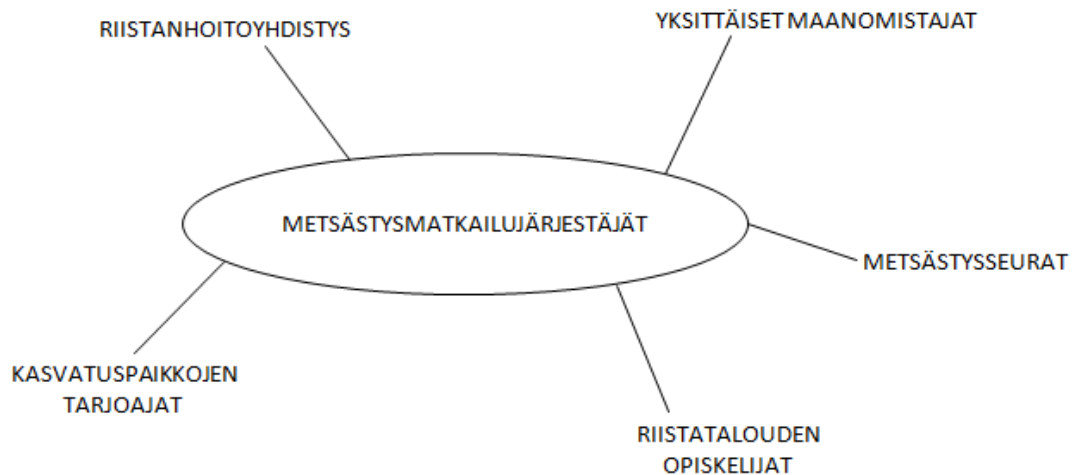 RIISTANHOITOYHDISTYS
YKSITTÄISET MAANOMISTAJAT
METSÄSTYSMATKAILUJÄRJESTÄJÄT
METSÄSTYSSEURAT
KASVATUSPAIKKOJEN
TARJOAJAT
RIISTATALOUDEN
OPISKELIJAT